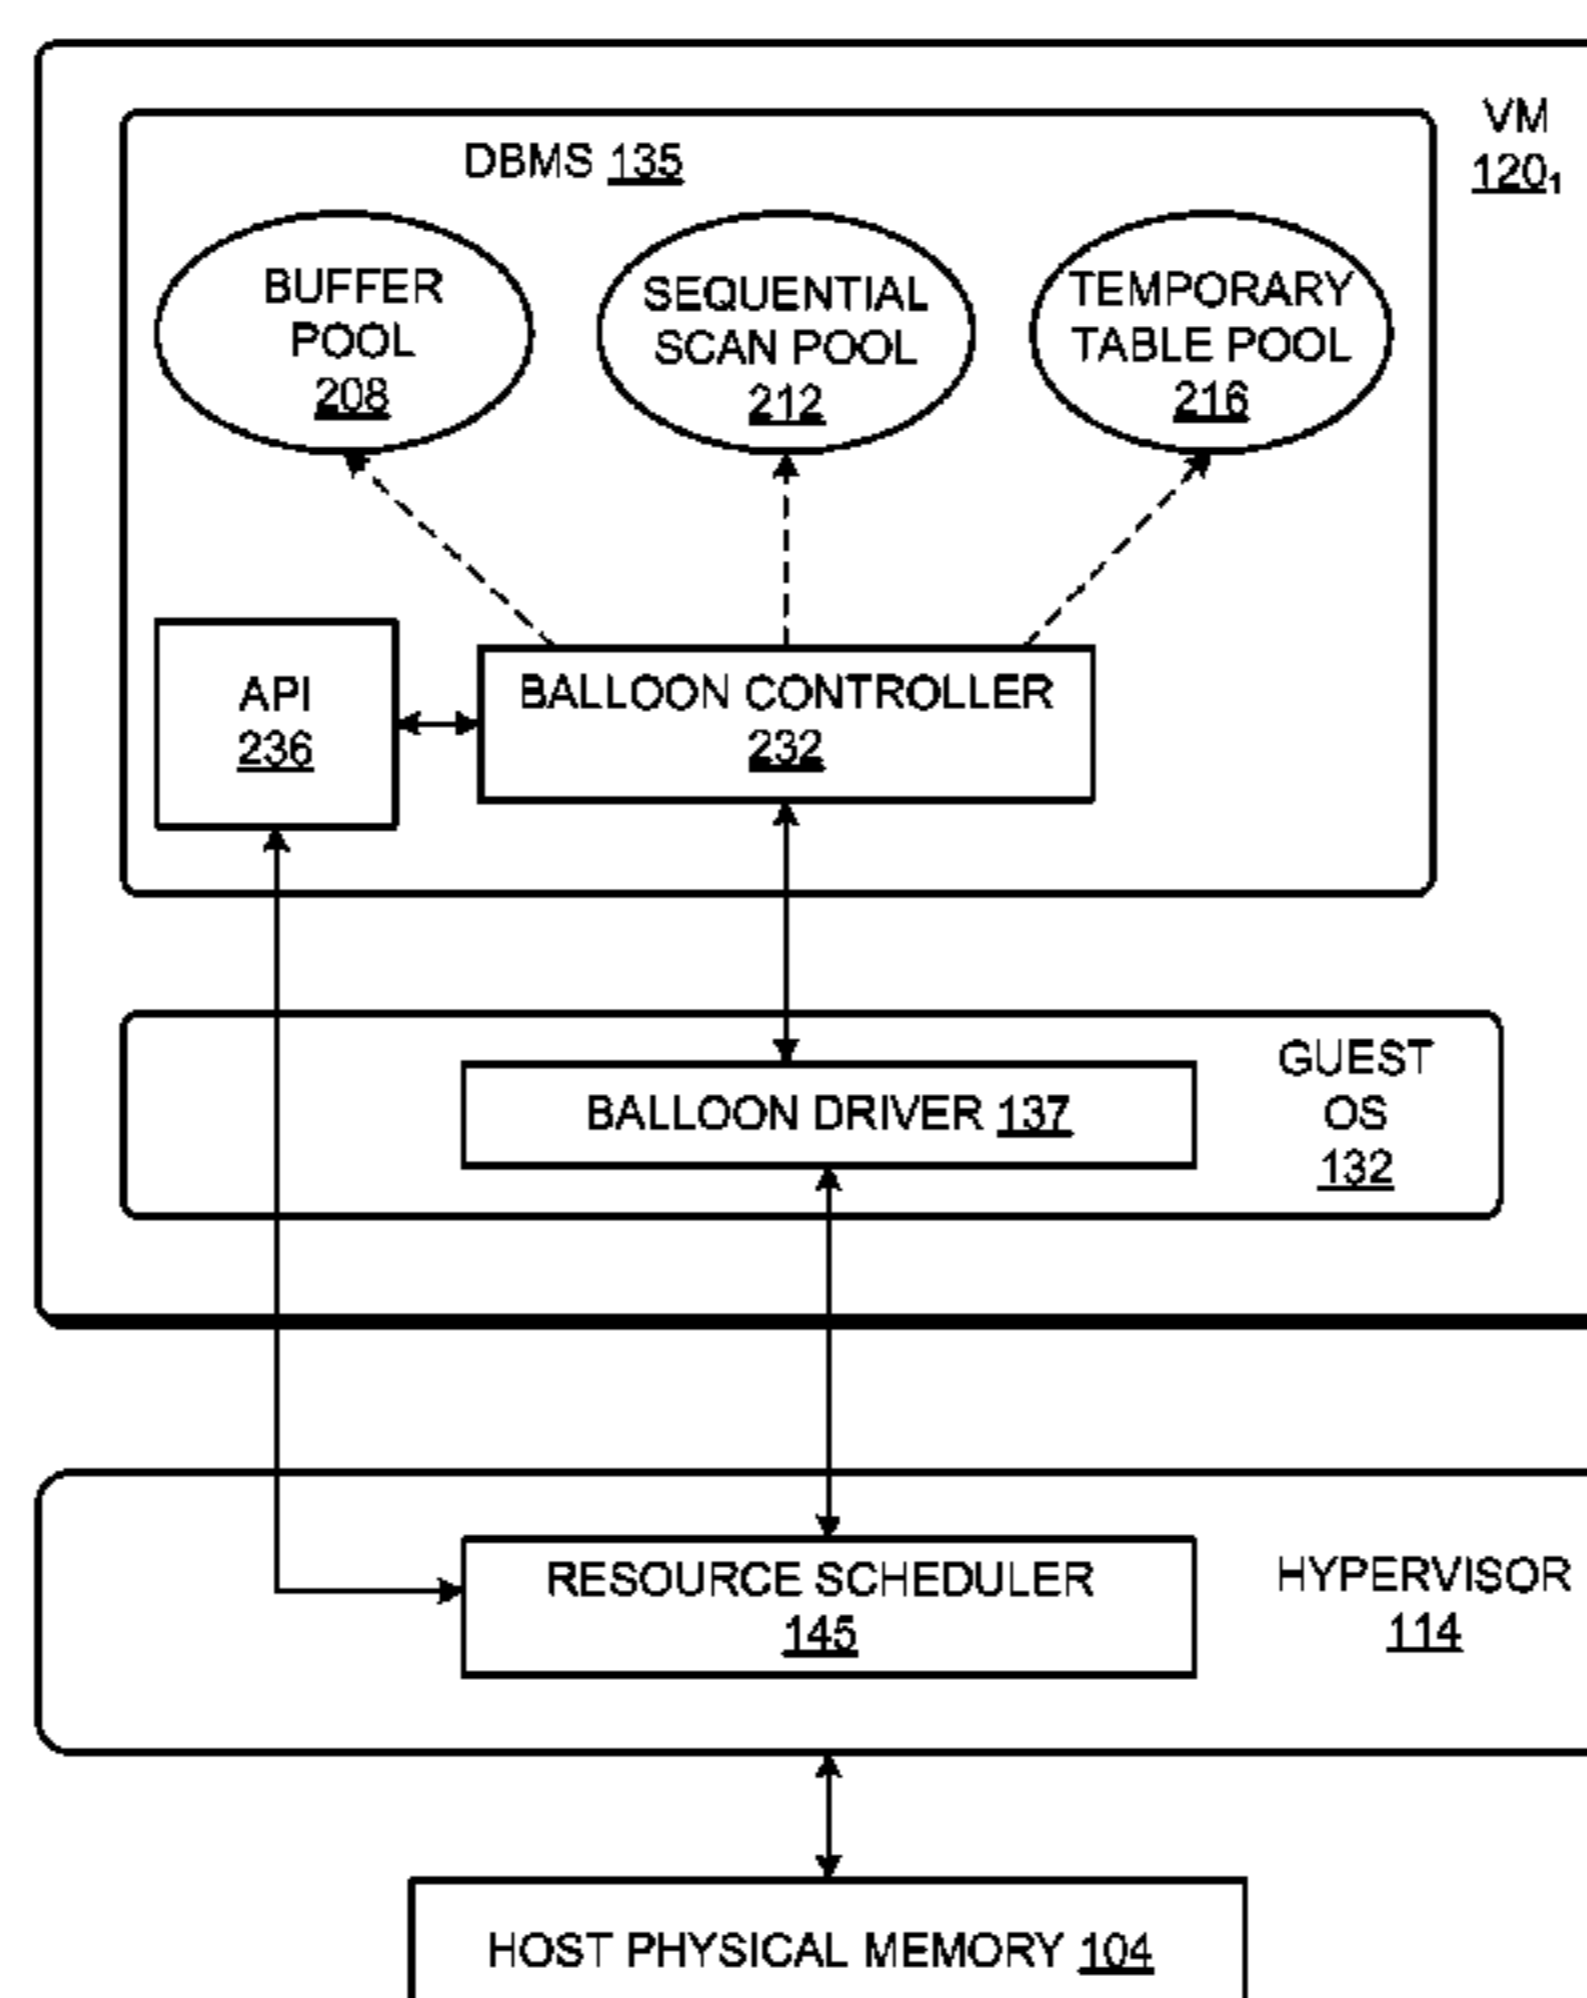 VM
120₁
DBMS 135
BUFFER
POOL
208
SEQUENTIAL
SCAN POOL
212
TEMPORARY
TABLE POOL
216
API
236
BALLOON CONTROLLER
232
BALLOON DRIVER 137
GUEST
OS
132
RESOURCE SCHEDULER
145
HYPERVISOR
114
HOST PHYSICAL MEMORY 104